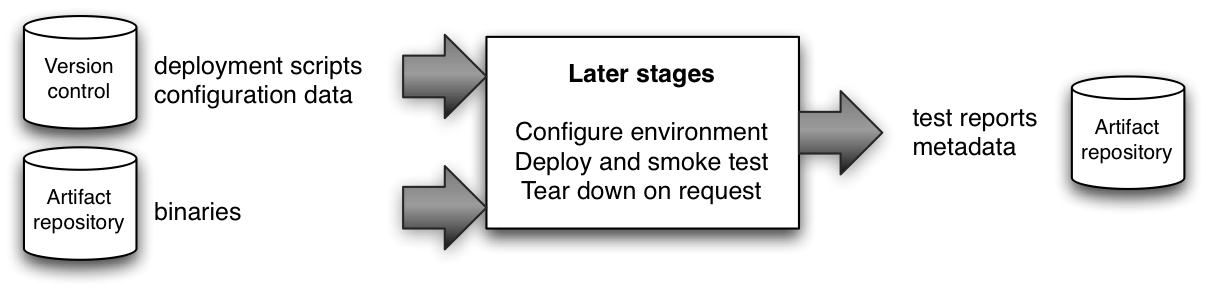 Version
control
deployment scripts
configuration data
Artifact
repository
binaries
Later stages
Configure environment
Deploy and smoke test
Tear down on request
test reports
metadata
Artifact
repository